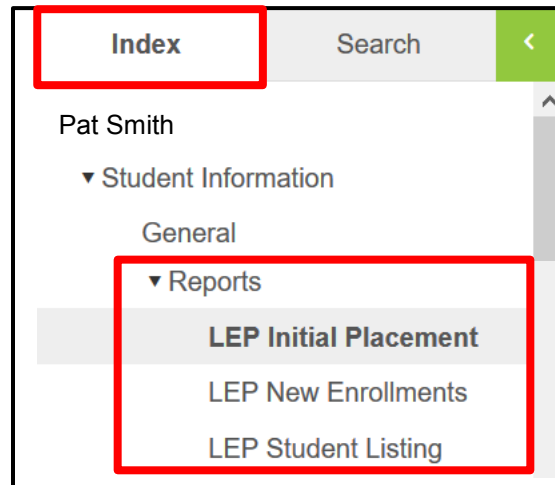 Index Search <
Pat Smith
▾ Student Information
General
▾ Reports
LEP Initial Placement
LEP New Enrollments
LEP Student Listing